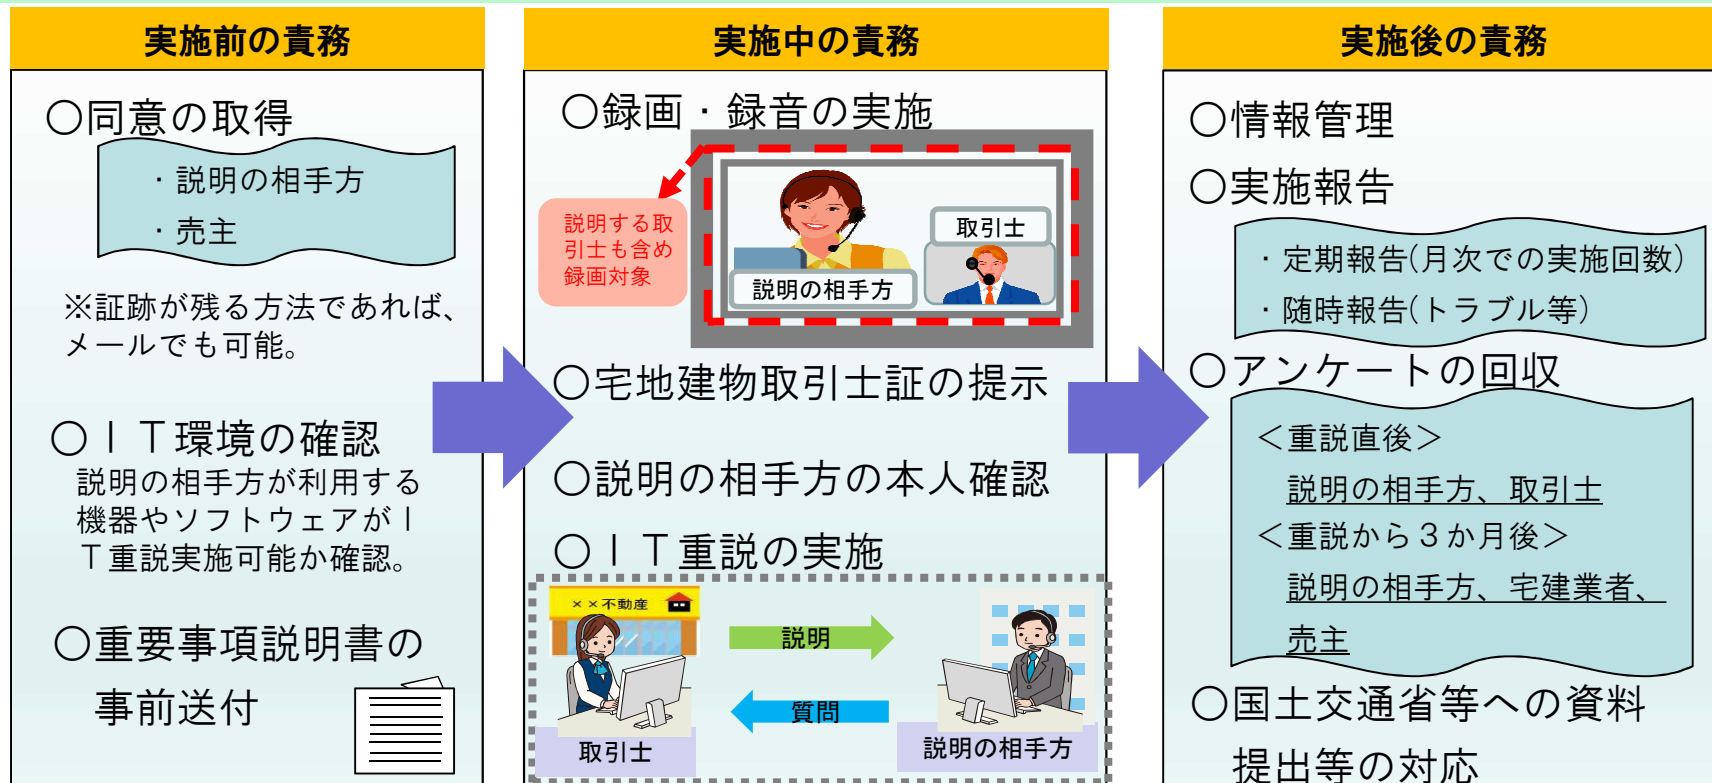 実施前の責務
○同意の取得
・説明の相手方
・売主
※証跡が残る方法であれば、
メールでも可能。
○ＩＴ環境の確認
説明の相手方が利用する
機器やソフトウェアがＩ
Ｔ重説実施可能か確認。
○重要事項説明書の
事前送付
実施中の責務
○録画・録音の実施
説明する取
引士も含め
録画対象
取引士
説明の相手方
○宅地建物取引士証の提示
○説明の相手方の本人確認
○ＩＴ重説の実施
××不動産
説明
質問
取引士
説明の相手方
実施後の責務
○情報管理
○実施報告
・定期報告(月次での実施回数)
・随時報告(トラブル等)
○アンケートの回収
＜重説直後＞
説明の相手方、取引士
＜重説から３か月後＞
説明の相手方、宅建業者、
売主
○国土交通省等への資料
提出等の対応